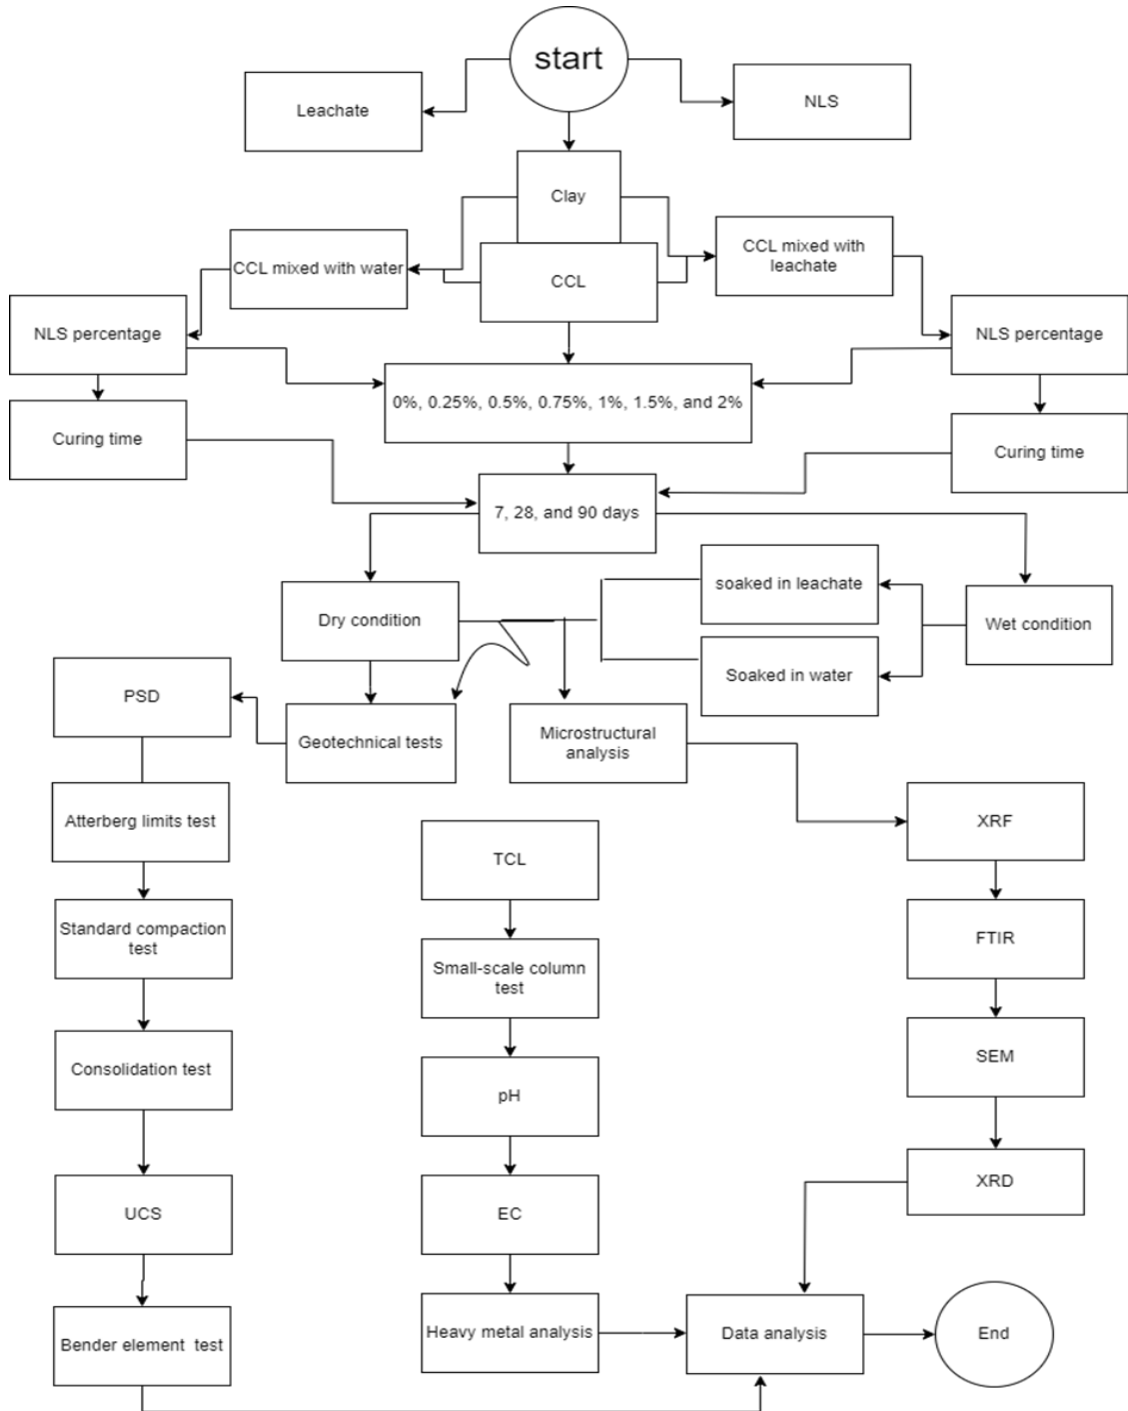 start
Leachate
NLS
Clay
CCL mixed with water
CCL
CCL mixed with
leachate
NLS percentage
NLS percentage
0%, 0.25%, 0.5%, 0.75%, 1%, 1.5%, and 2%
Curing time
Curing time
7, 28, and 90 days
Dry condition
soaked in leachate
Soaked in water
Wet condition
PSD
Geotechnical tests
Microstructural
analysis
Atterberg limits test
Standard compaction
test
Consolidation test
UCS
Bender element  test
TCL
Small-scale column
test
pH
EC
Heavy metal analysis
XRF
FTIR
SEM
XRD
Data analysis
End